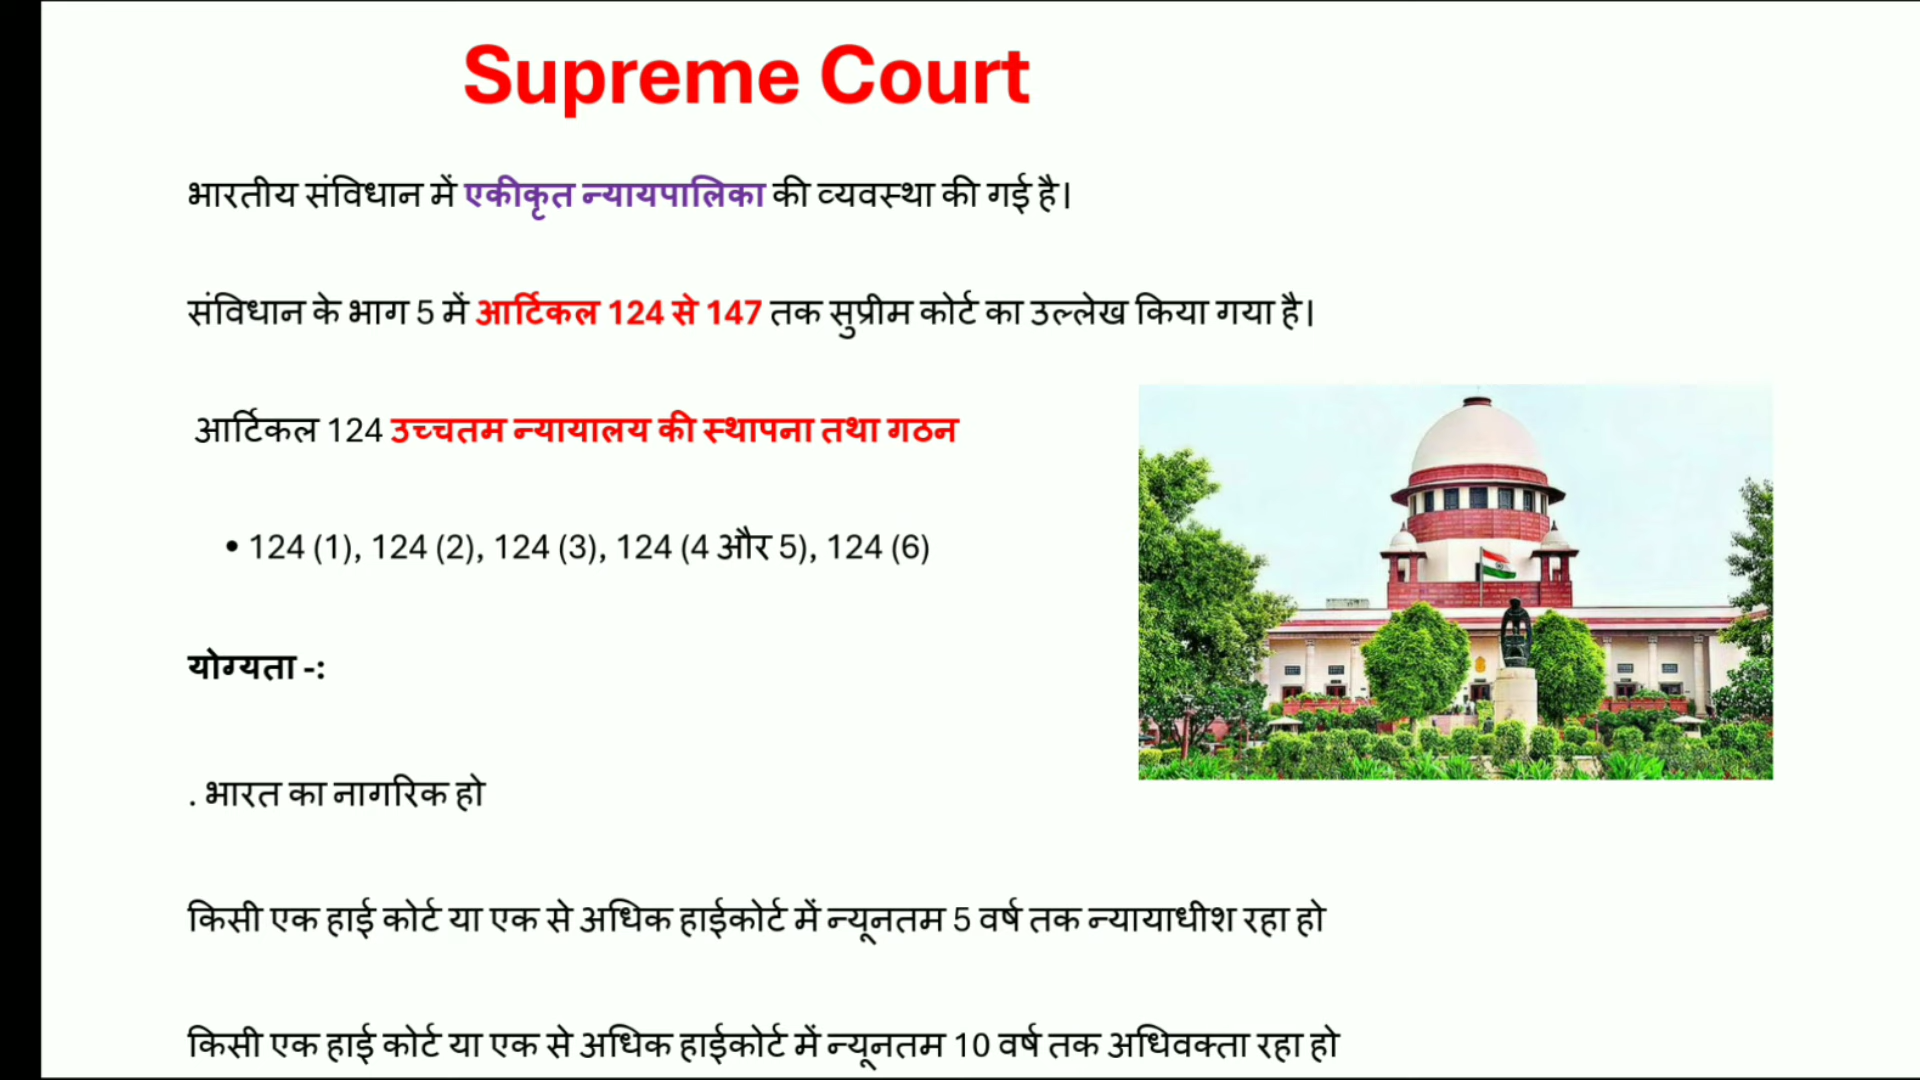 Supreme Court
भारतीय संविधान में एकीकृत न्यायपालिका की व्यवस्था की गई है।
संविधान के भाग 5 में आर्टिकल 124 से 147 तक सुप्रीम कोर्ट का उल्लेख किया गया है।
आर्टिकल 124 उच्चतम न्यायालय की स्थापना तथा गठन
• 124 (1), 124 (2), 124 (3), 124 (4 और 5), 124 (6)
योग्यता -:
. भारत का नागरिक हो
किसी एक हाई कोर्ट या एक से अधिक हाईकोर्ट में न्यूनतम 5 वर्ष तक न्यायाधीश रहा हो
किसी एक हाई कोर्ट या एक से अधिक हाईकोर्ट में न्यूनतम 10 वर्ष तक अधिवक्ता रहा हो